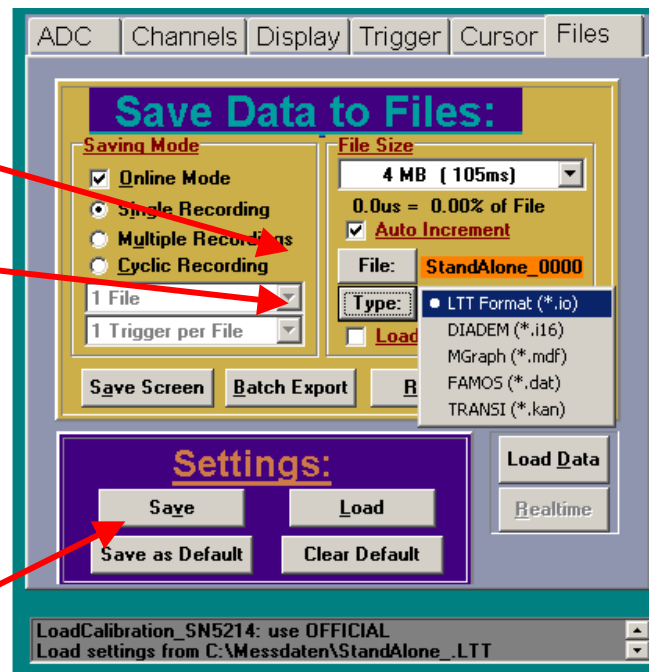 ADC Channels Display Trigger Cursor Files
Save Data to Files:
Saving Mode
Online Mode
Single Recording
Multiple Recordings
Cyclic Recording
1 File
1 Trigger per File
File Size
4 MB ( 105ms)
0.0us = 0.00% of File
Auto Increment
File: StandAlone_0000
Type:
LTT Format (*.io)
DIADEM (*.i16)
MGraph (*.mdf)
FAMOS (*.dat)
TRANSI (*.kan)
Load
Save Screen Batch Export R
Settings:
Save Load
Save as Default Clear Default
Load Data
Realtime
LoadCalibration_SN5214: use OFFICIAL
Load settings from C:\Messdaten\StandAlone_.LTT